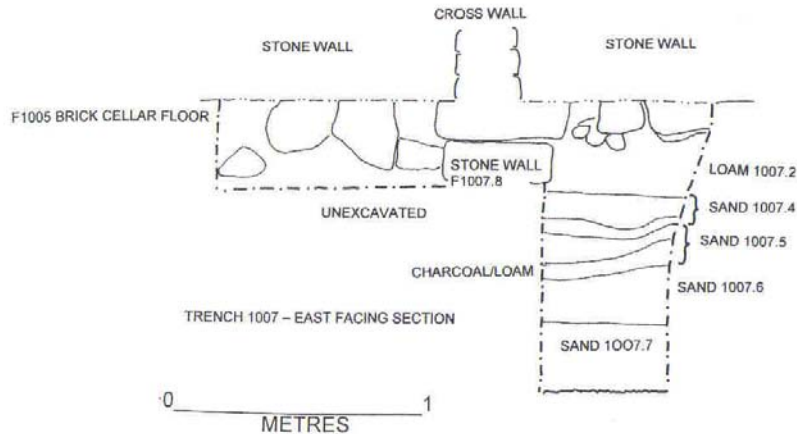 CROSS WALL
STONE WALL
STONE WALL
F1005 BRICK CELLAR FLOOR
STONE WALL
F1007.8
LOAM 1007.2
UNEXCAVATED
SAND 1007.4
SAND 1007.5
CHARCOAL/LOAM
SAND 1007.6
TRENCH 1007 – EAST FACING SECTION
SAND 1OO7.7
0 1
METRES